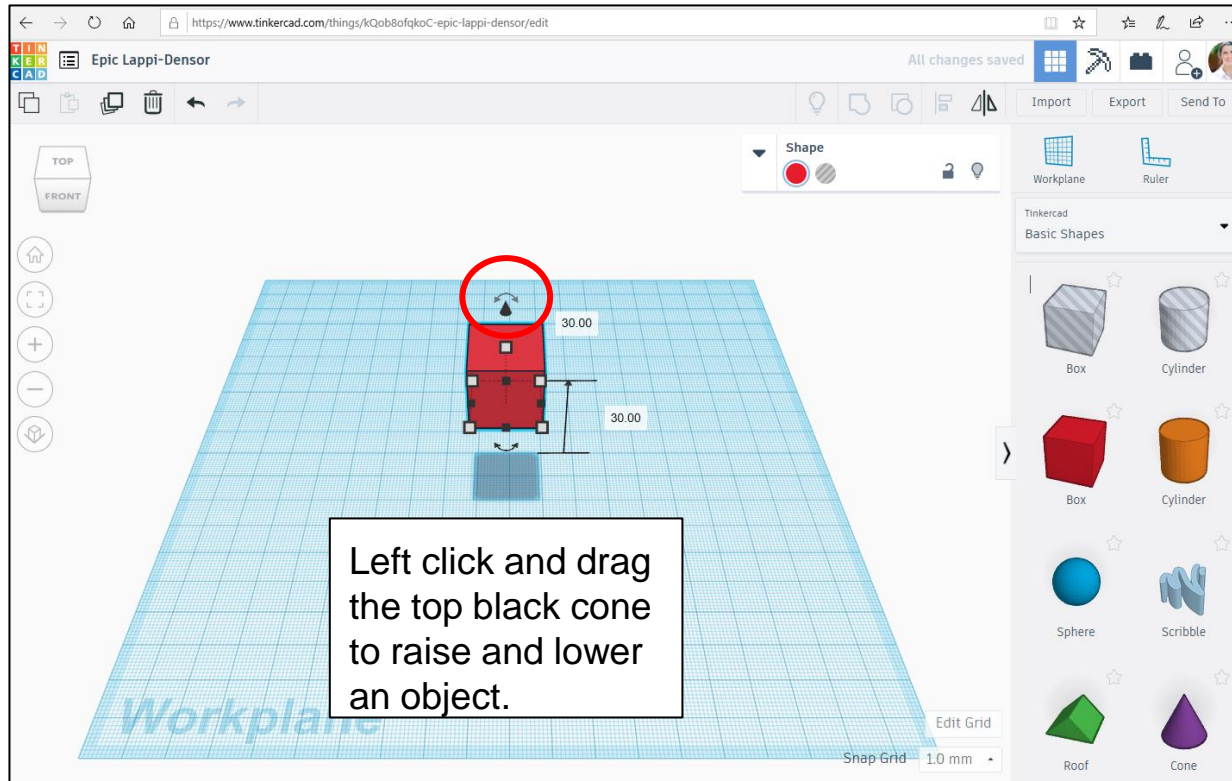 https://www.tinkercad.com/things/kQob8ofqkoC-epic-lappi-densor/edit
TIN
KER
CAD
Epic Lappi-Densor
All changes saved
Import
Export
Send To
TOP
FRONT
Shape
Workplane
Ruler
Tinkercad
Basic Shapes
30.00
30.00
Box
Cylinder
Box
Cylinder
Sphere
Scribble
Roof
Cone
Left click and drag
the top black cone
to raise and lower
an object.
Workplane
Edit Grid
Snap Grid
1.0 mm